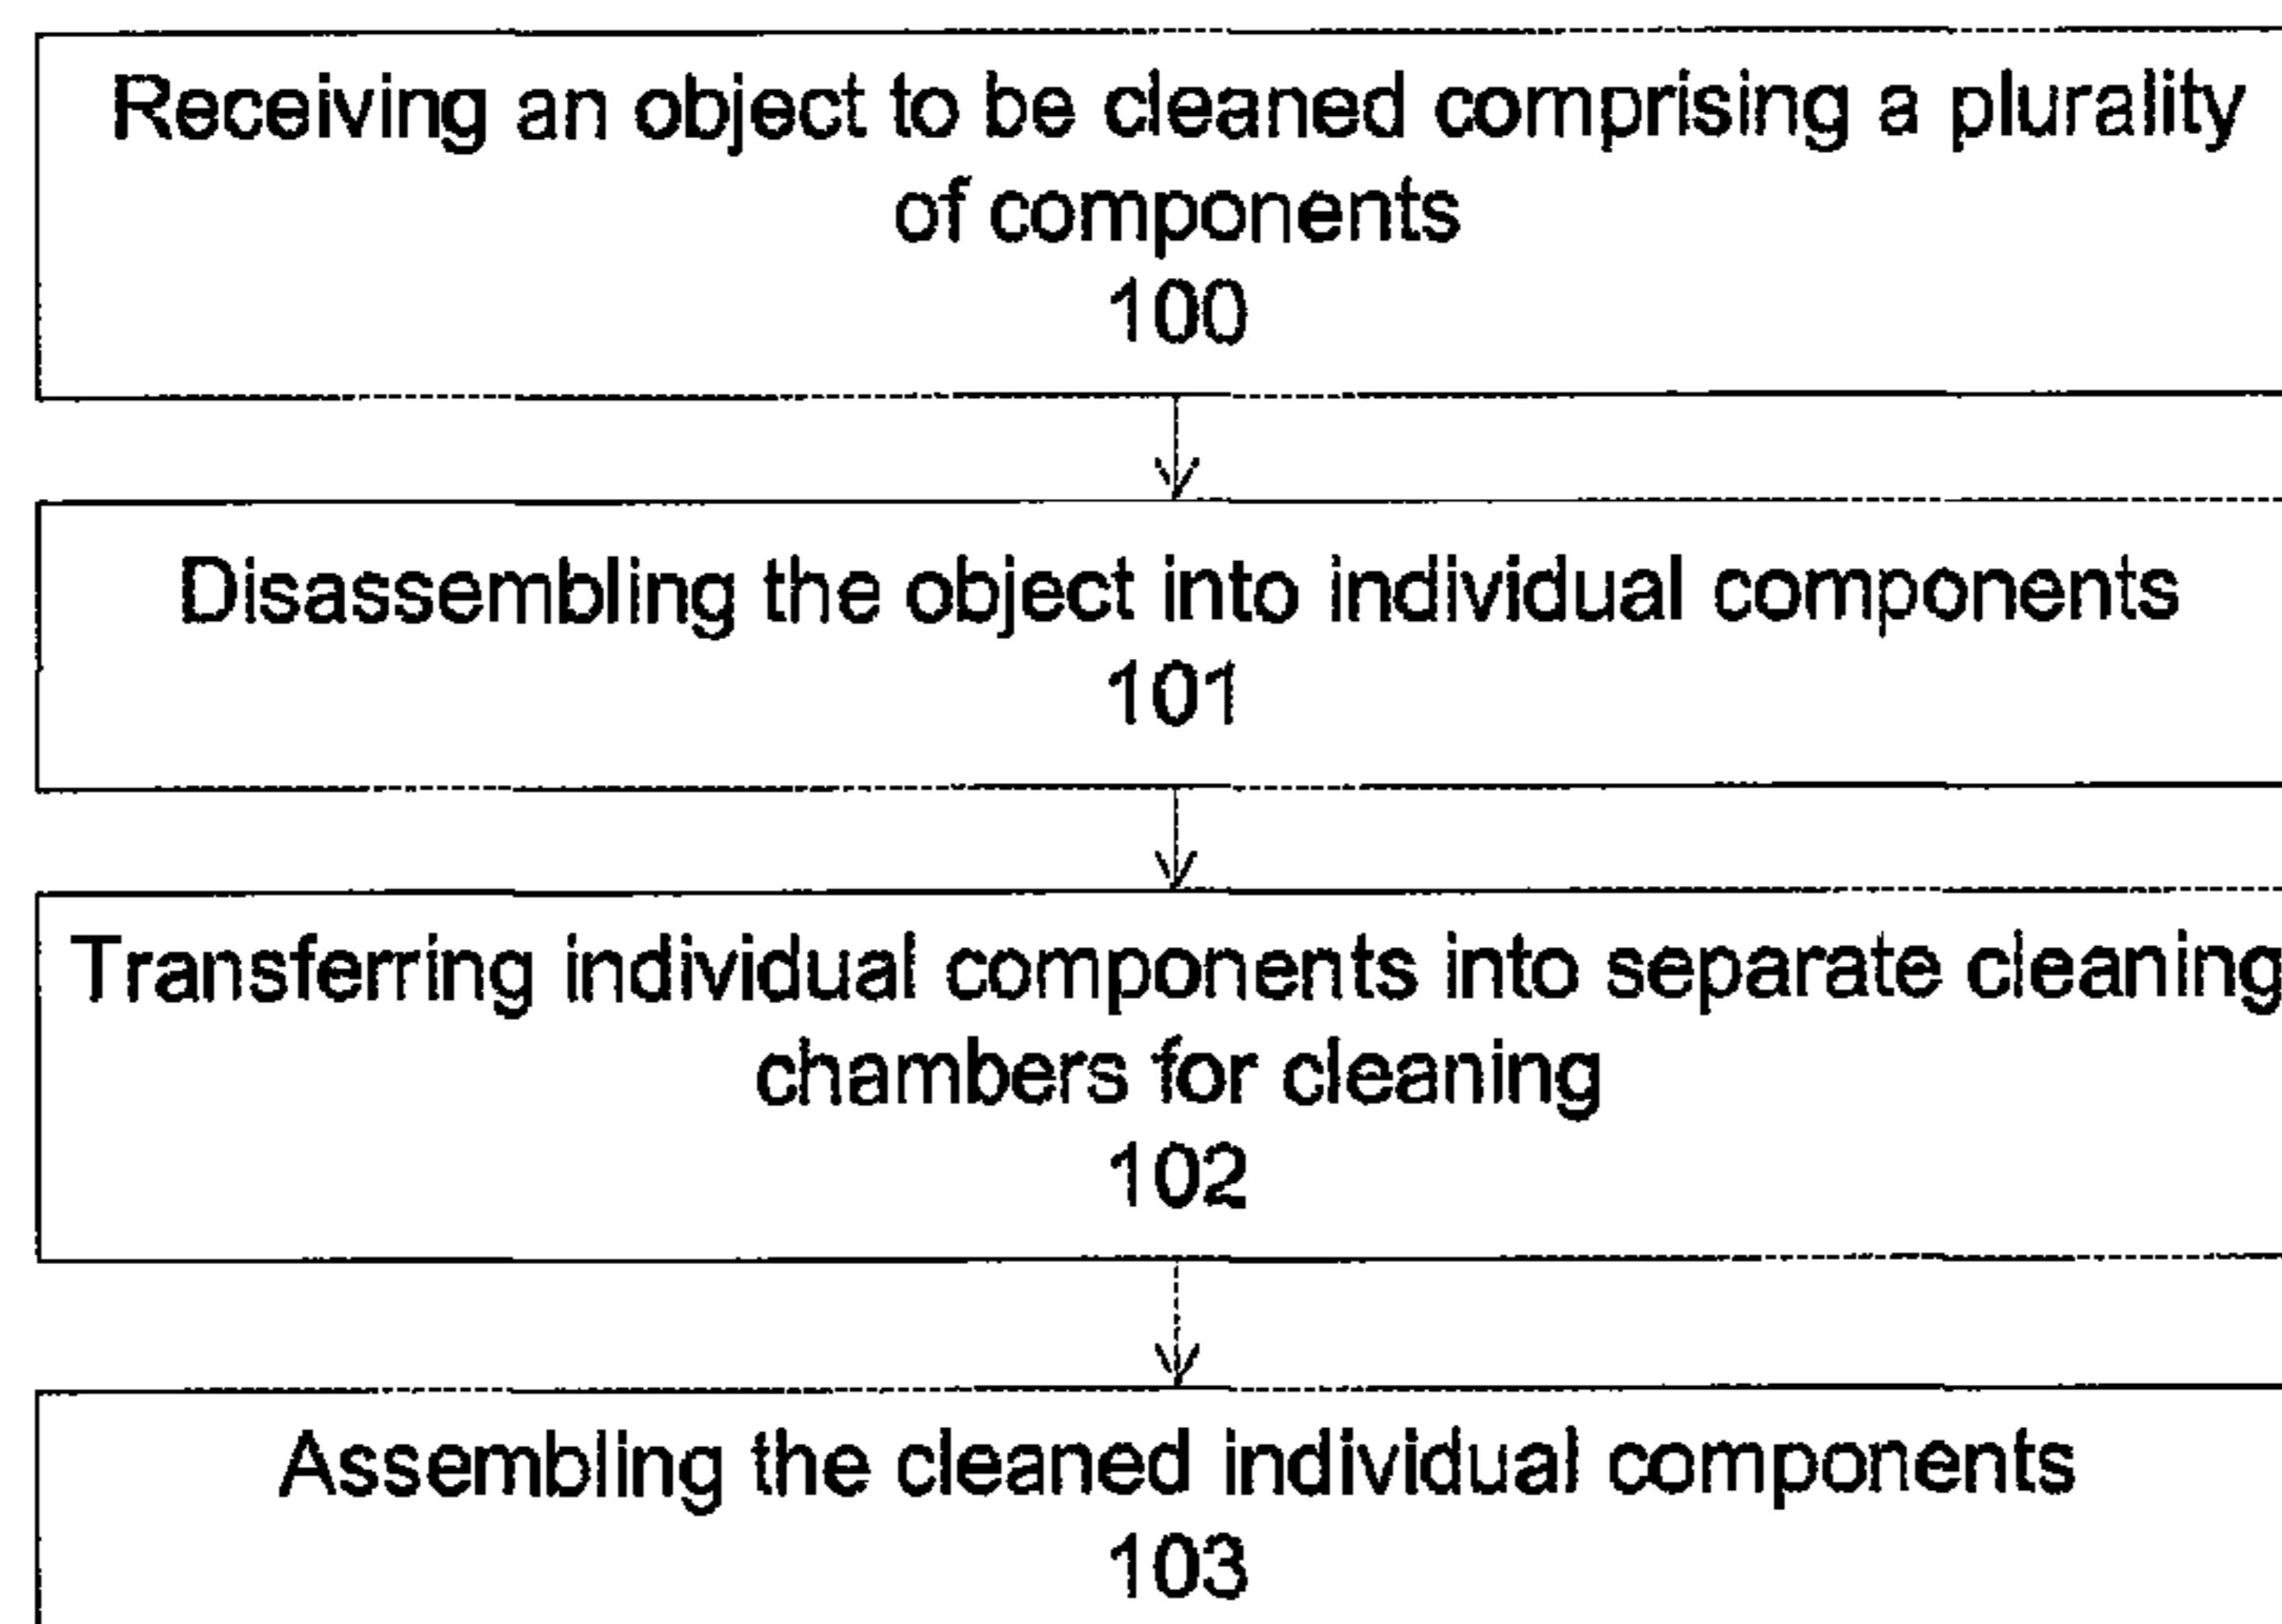 Receiving an object to be cleaned comprising a plurality
of components
100
Disassembling the object into individual components
101
Transferring individual components into separate cleaning
chambers for cleaning
102
Assembling the cleaned individual components
103